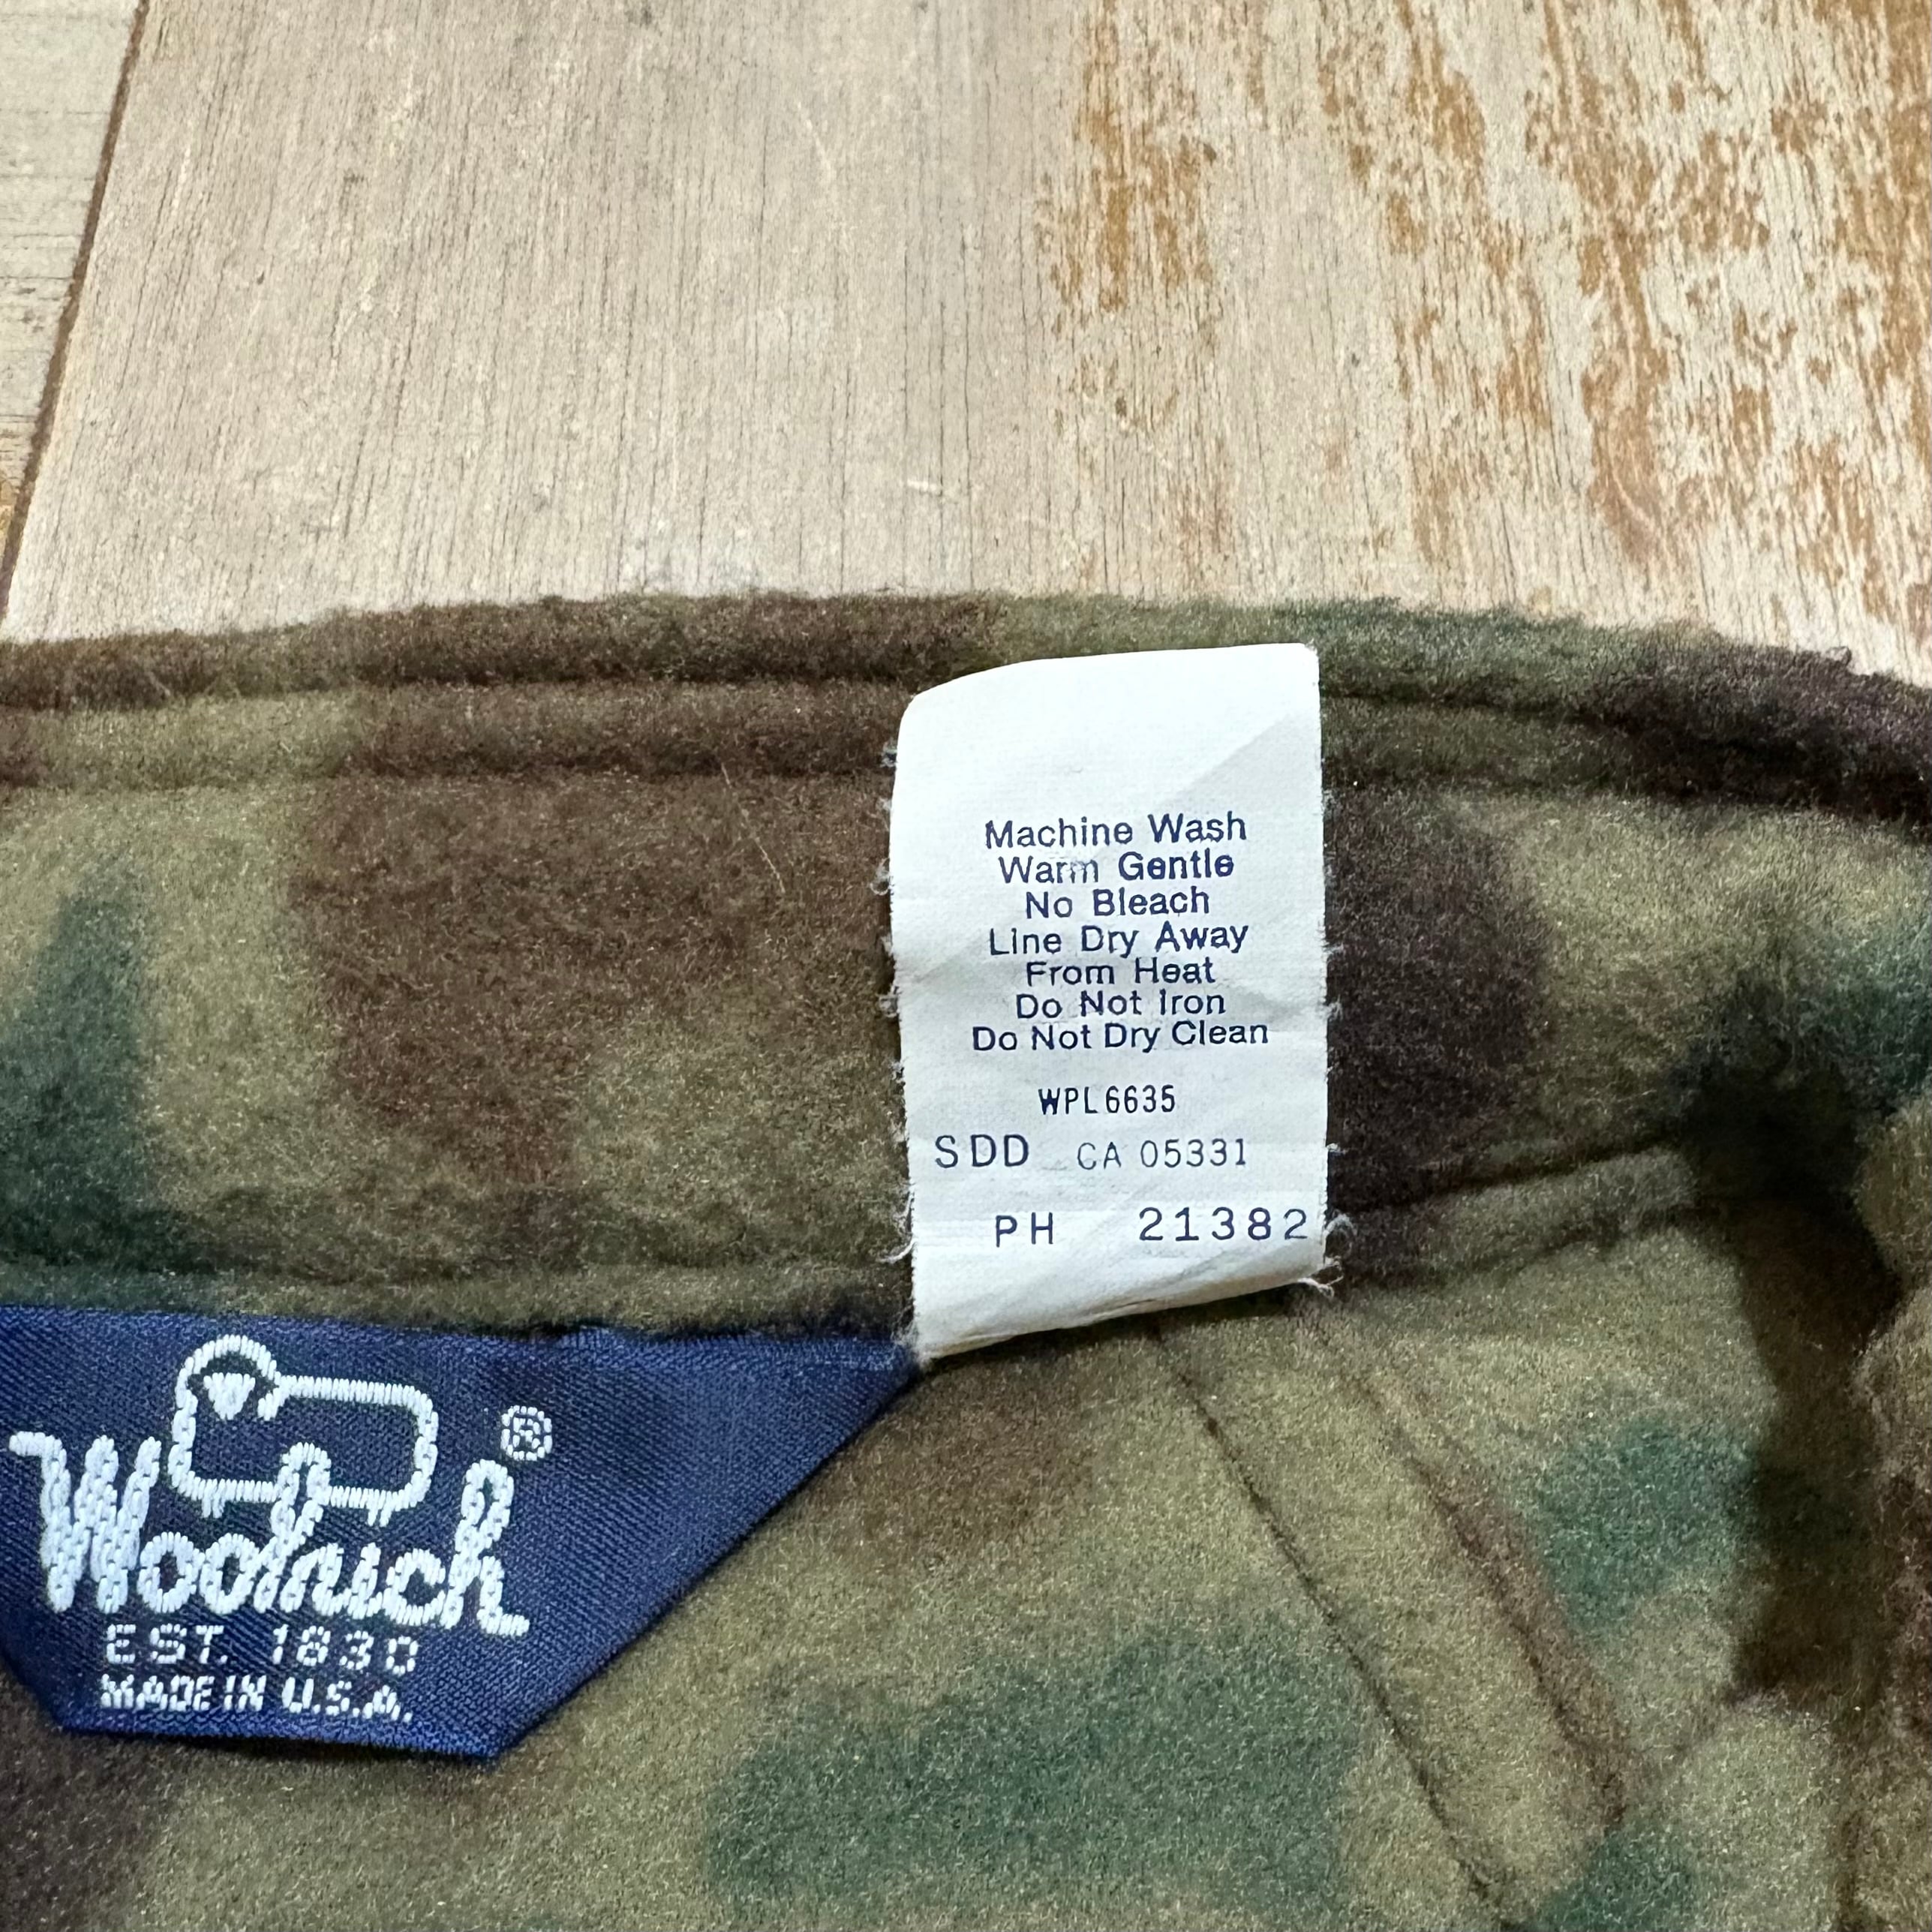 Machine Wash
Warm Gentle
No Bleach
Line Dry Away
From Heat
Do Not Iron
Do Not Dry Clean
WPL6635
SDD CA 05331
PH 21382
Woolrich®
EST. 1830
MADE IN U.S.A.